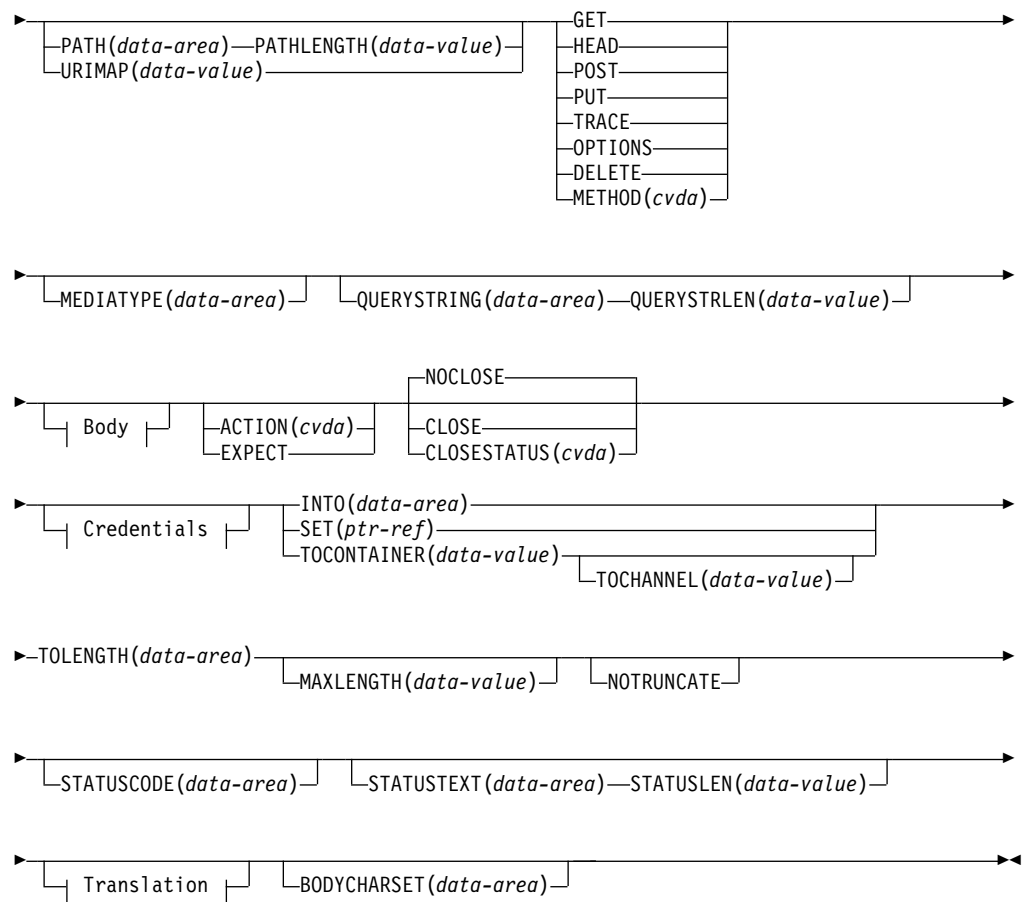 GET
PATH(data-area) PATHLENGTH(data-value) HEAD
URIMAP(data-value) POST
PUT
TRACE
OPTIONS
DELETE
METHOD(cvda)
MEDIATYPE(data-area) QUERYSTRING(data-area) QUERYSTRLEN(data-value)
NOCLOSE
Body ACTION(cvda) CLOSE
EXPECT CLOSESTATUS(cvda)
INTO(data-area)
Credentials SET(ptr-ref)
TOCONTAINER(data-value)
TOCHANNEL(data-value)
TOLENGTH(data-area)
MAXLENGTH(data-value) NOTRUNCATE
STATUSCODE(data-area) STATUSTEXT(data-area) STATUSLEN(data-value)
Translation BODYCHARSET(data-area)